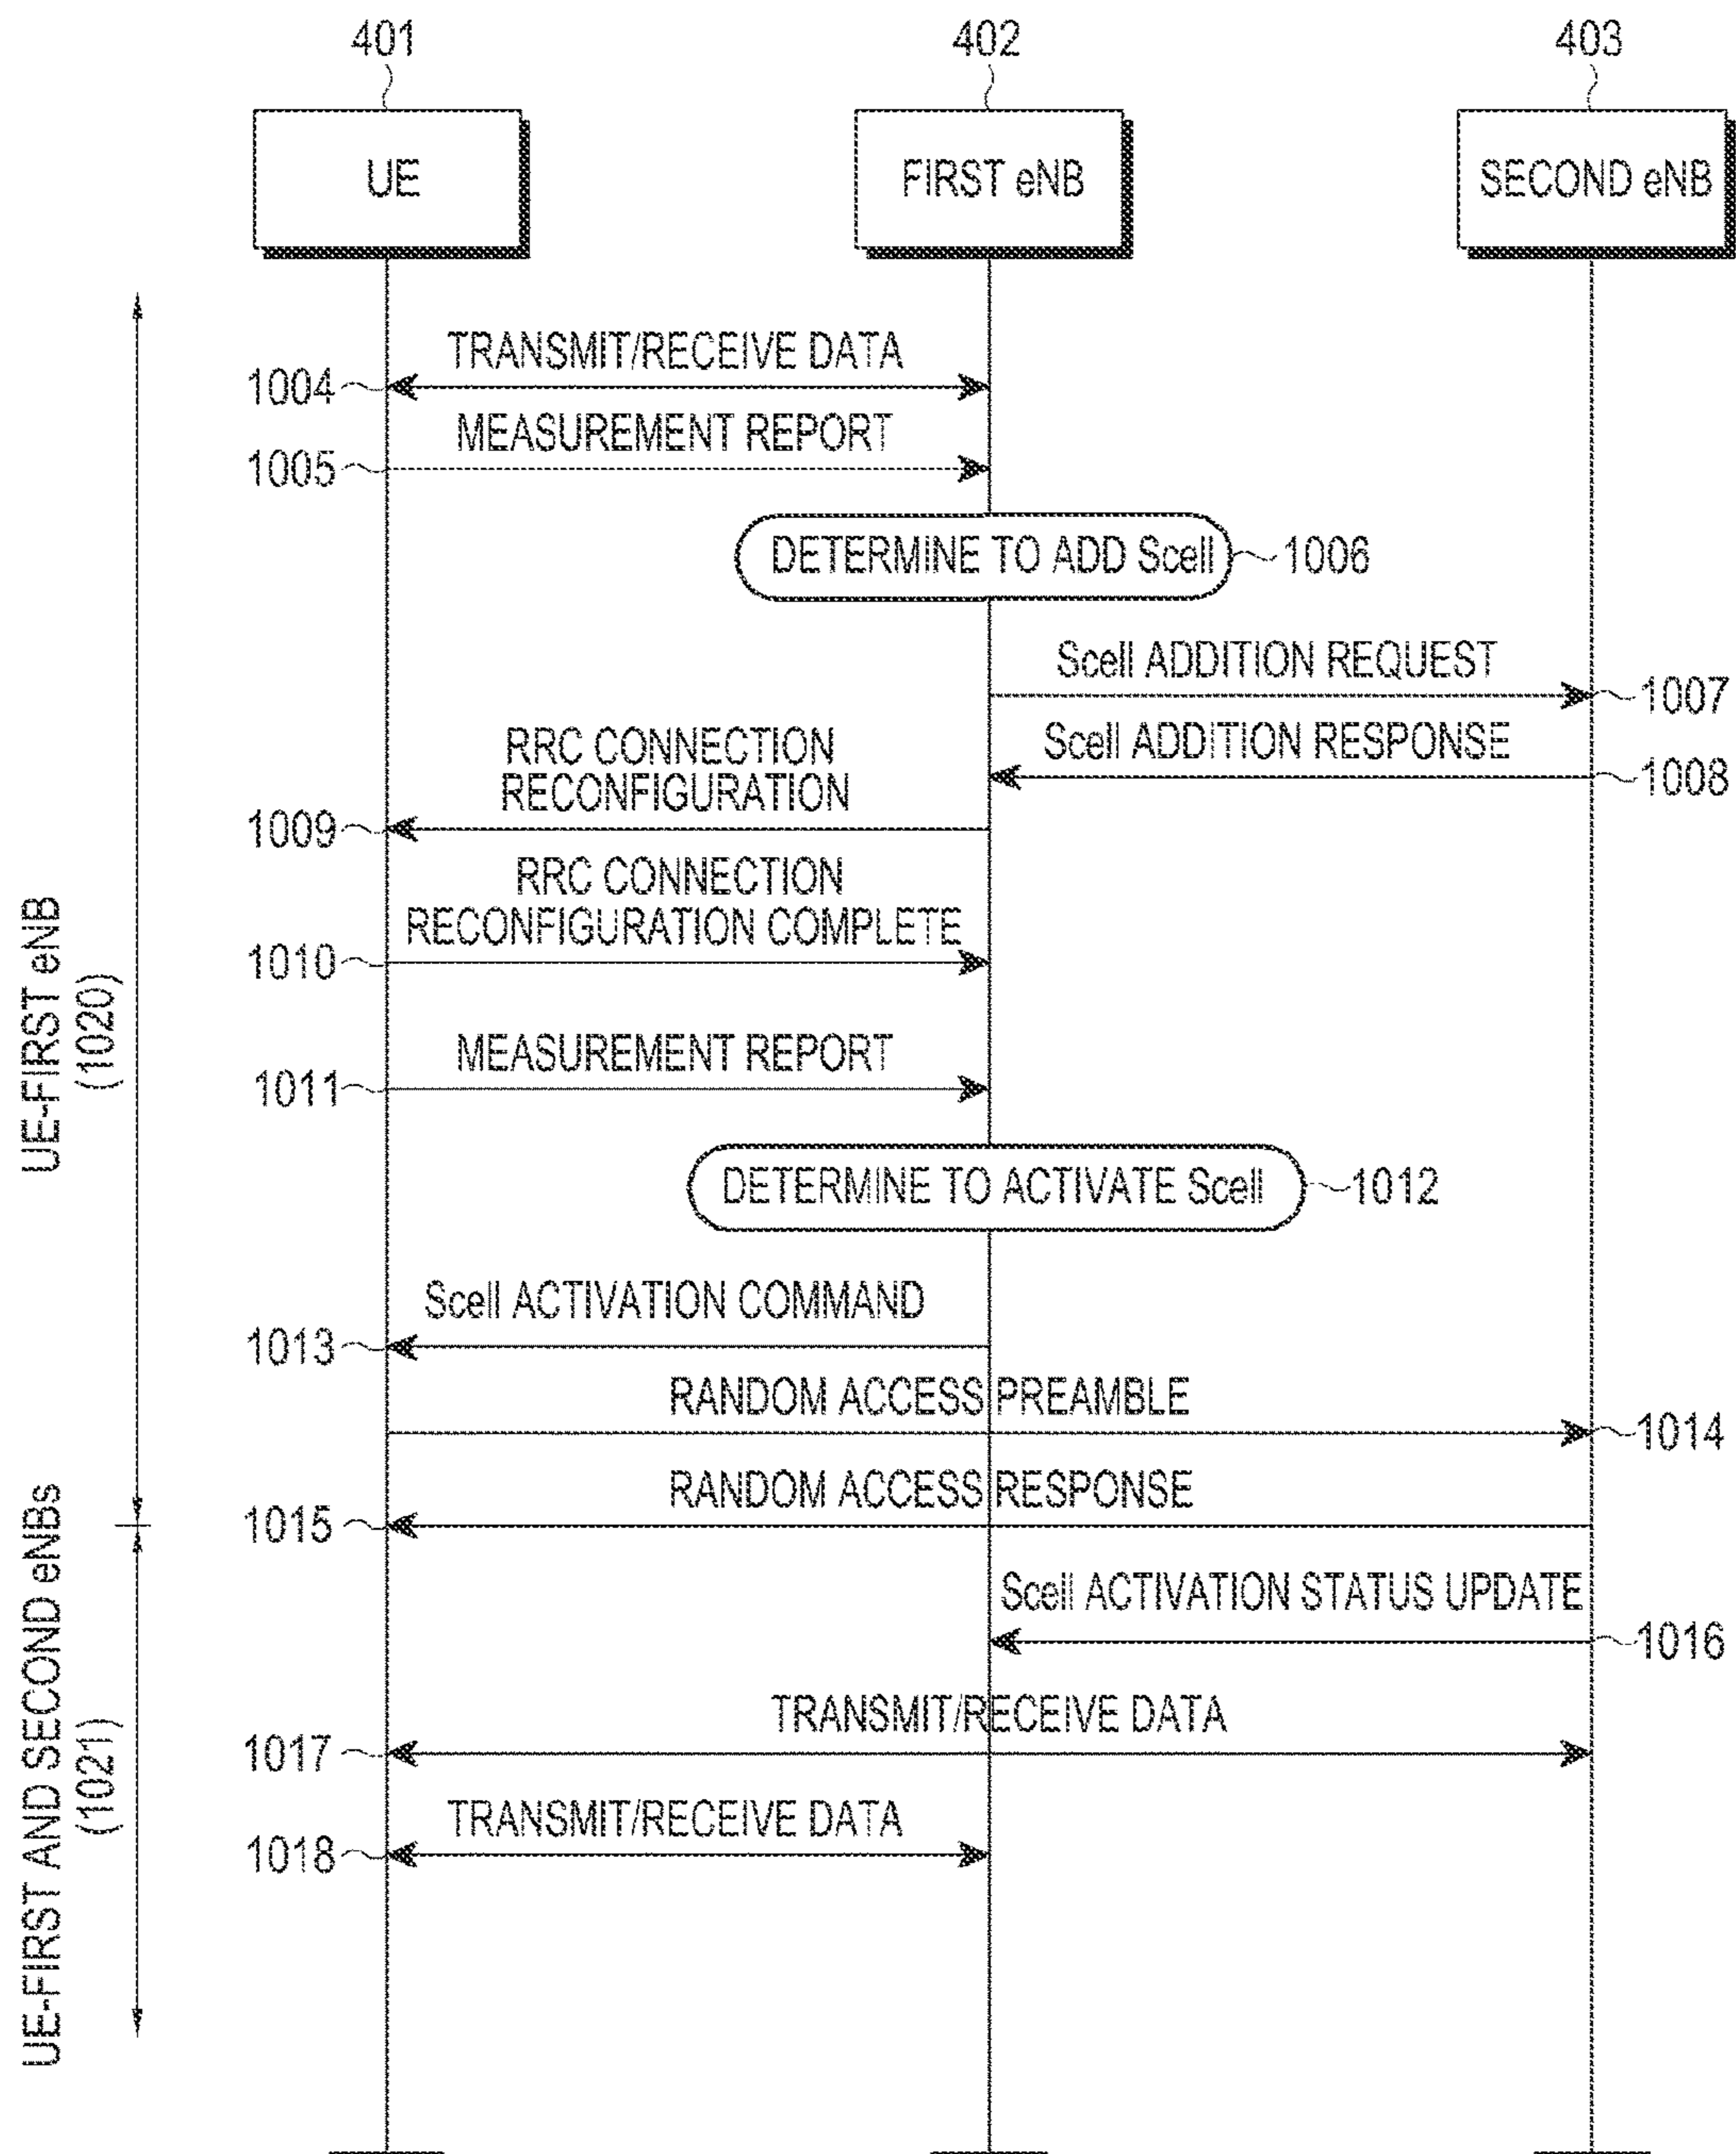 401
402
403
UE
FIRST eNB
SECOND eNB
TRANSMIT/RECEIVE DATA
1004
MEASUREMENT REPORT
1005
DETERMINE TO ADD Scell
1006
Scell ADDITION REQUEST
1007
Scell ADDITION RESPONSE
1008
RRC CONNECTION
RECONFIGURATION
1009
RRC CONNECTION
RECONFIGURATION COMPLETE
1010
MEASUREMENT REPORT
1011
DETERMINE TO ACTIVATE Scell
1012
Scell ACTIVATION COMMAND
1013
RANDOM ACCESS PREAMBLE
1014
RANDOM ACCESS RESPONSE
1015
Scell ACTIVATION STATUS UPDATE
1016
TRANSMIT/RECEIVE DATA
1017
TRANSMIT/RECEIVE DATA
1018
UE-FIRST eNB
(1020)
UE-FIRST AND SECOND eNBs
(1021)